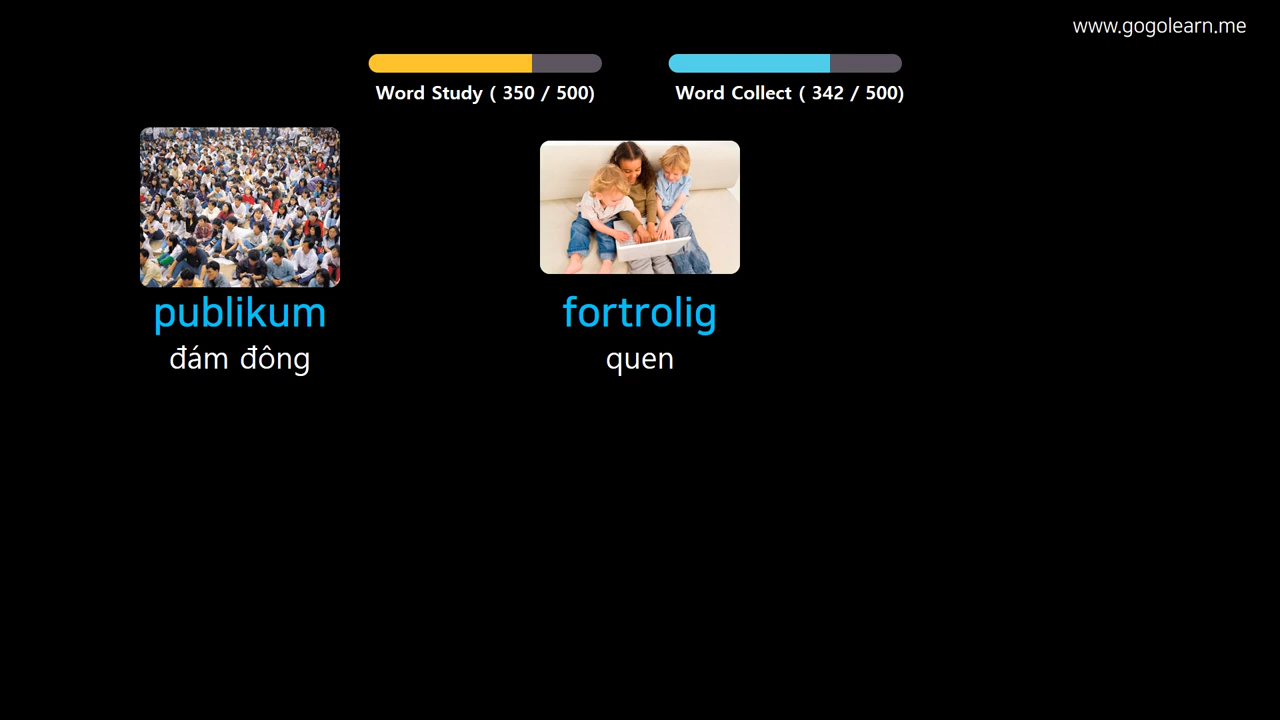 www.gogolearn.me
Word Study ( 350 / 500)
Word Collect ( 342 / 500)
publikum
đám đông
fortrolig
quen